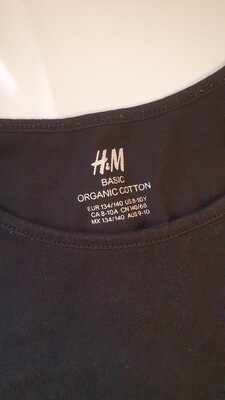 H&M
BASIC
ORGANIC COTTON
EUR 134/140 US 8-10Y
CA 8-10A CN 140/68
MX 134/140 AUS 9-10